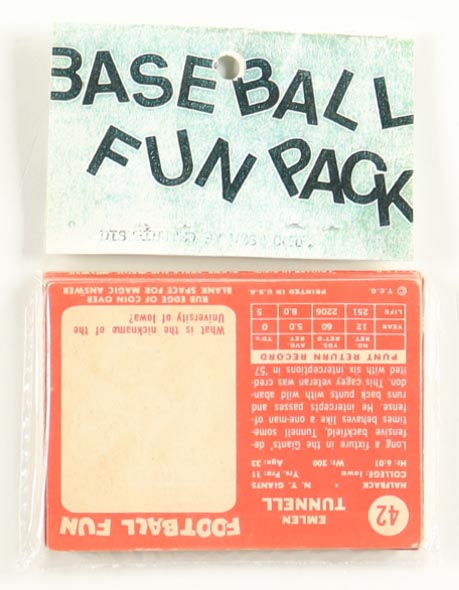 BASEBALL
FUN PACK
42
EMLEN
TUNNELL
HALFBACK • N. Y. GIANTS
COLLEGE: Iowa Yrs. Pro: 11
Ht: 6-01 Wt: 200 Age: 33
Long a fixture in the Giants' de-
fensive backfield, Tunnell some-
times behaves like a one-man of-
fense. He intercepts passes and
runs back punts with wild aban-
don. This cagey veteran was cred-
ited with six interceptions in '57.
PUNT RETURN RECORD
NO. YDS. AVG.
RET. RET. RET. TD's
YEAR 12 60 5.0 0
LIFE 251 2206 8.0 5
© T.C.G. PRINTED IN U.S.A.
FOOTBALL FUN
What is the nickname of the
University of Iowa?
RUB EDGE OF COIN OVER
BLANK SPACE FOR MAGIC ANSWER